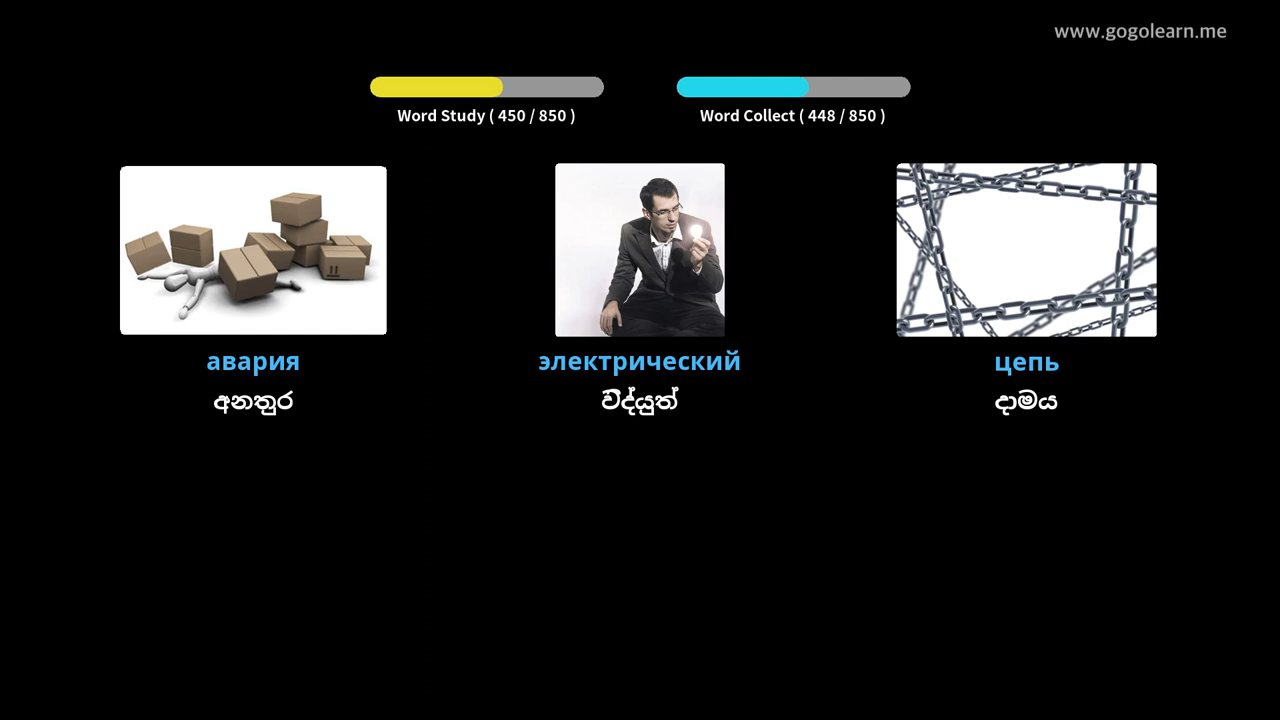 www.gogolearn.me
Word Study ( 450 / 850 )
Word Collect ( 448 / 850 )
авария
электрический
цепь
අනතුර
විද්යුත්
දාමය